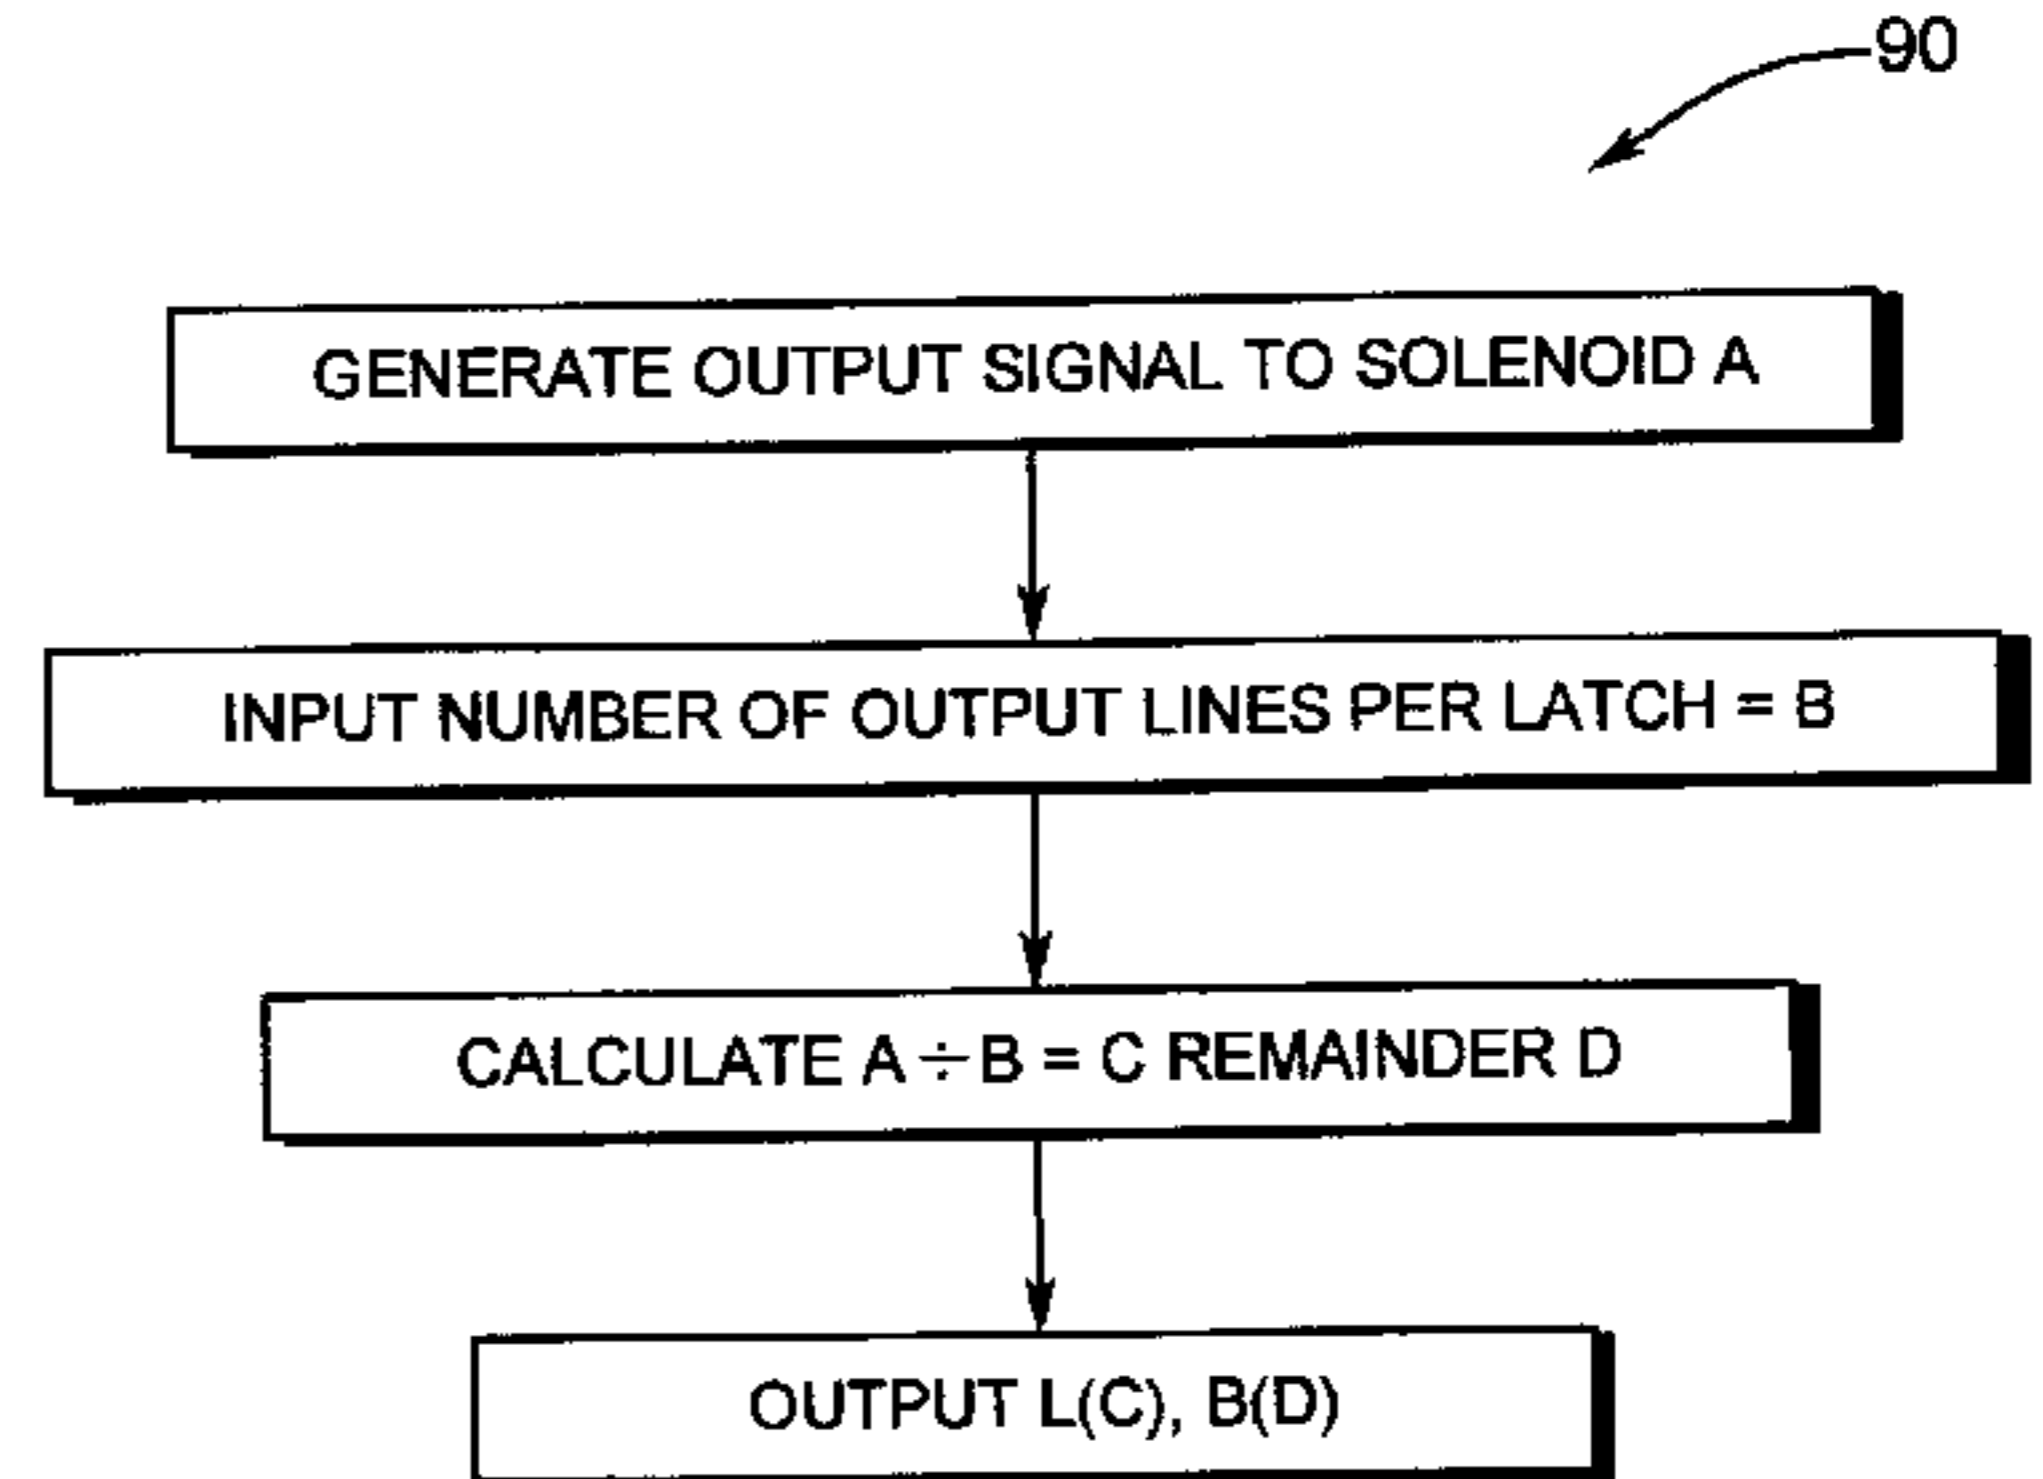 90
GENERATE OUTPUT SIGNAL TO SOLENOID A
INPUT NUMBER OF OUTPUT LINES PER LATCH = B
CALCULATE A ÷ B = C REMAINDER D
OUTPUT L(C), B(D)